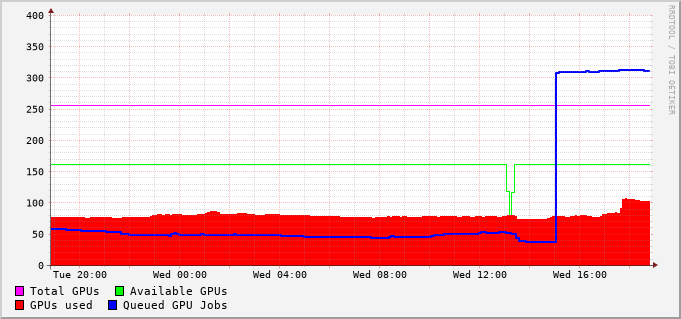 400
350
300
250
200
150
100
50
0
Tue 20:00 Wed 00:00 Wed 04:00 Wed 08:00 Wed 12:00 Wed 16:00
Total GPUs Available GPUs
GPUs used Queued GPU Jobs
RRDTOOL / TOBI OETIKER